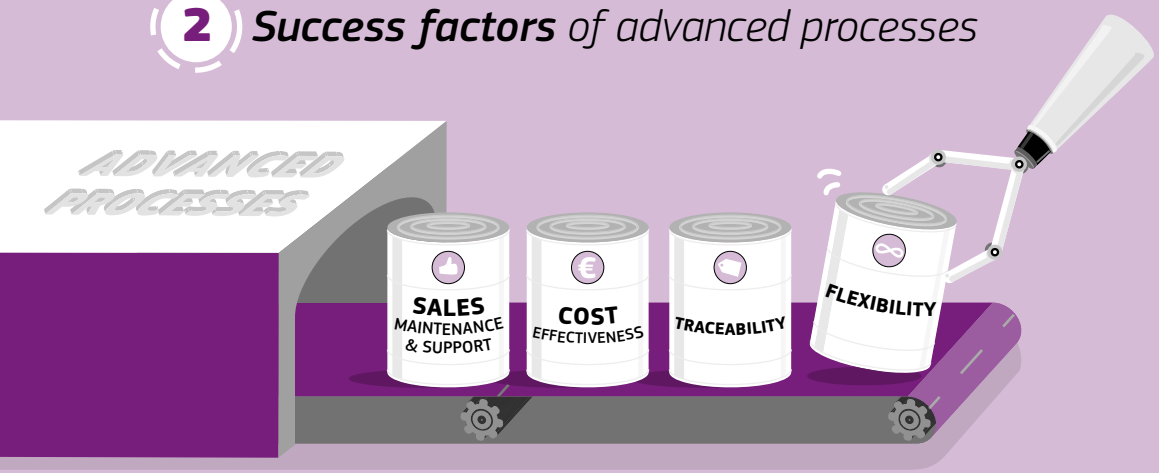 2 Success factors of advanced processes
ADVANCED
PROCESSES
SALES
MAINTENANCE
& SUPPORT
€
COST
EFFECTIVENESS
TRACEABILITY
FLEXIBILITY